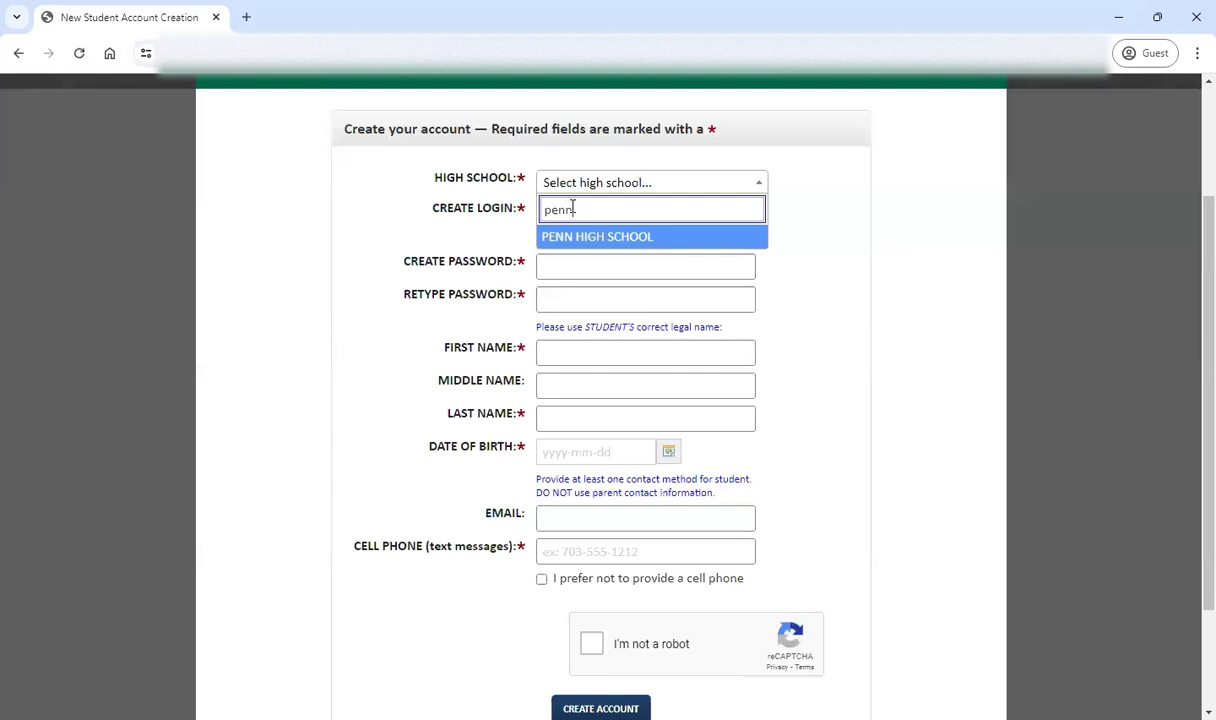 New Student Account Creation
Guest
Create your account — Required fields are marked with a *
HIGH SCHOOL:* Select high school...
penn
CREATE LOGIN:*
PENN HIGH SCHOOL
CREATE PASSWORD:*
RETYPE PASSWORD:*
Please use STUDENT'S correct legal name:
FIRST NAME:*
MIDDLE NAME:
LAST NAME:*
DATE OF BIRTH:* yyyy-mm-dd
Provide at least one contact method for student.
DO NOT use parent contact information.
EMAIL:
CELL PHONE (text messages):* ex: 703-555-1212
I prefer not to provide a cell phone
I'm not a robot
reCAPTCHA
Privacy - Terms
CREATE ACCOUNT